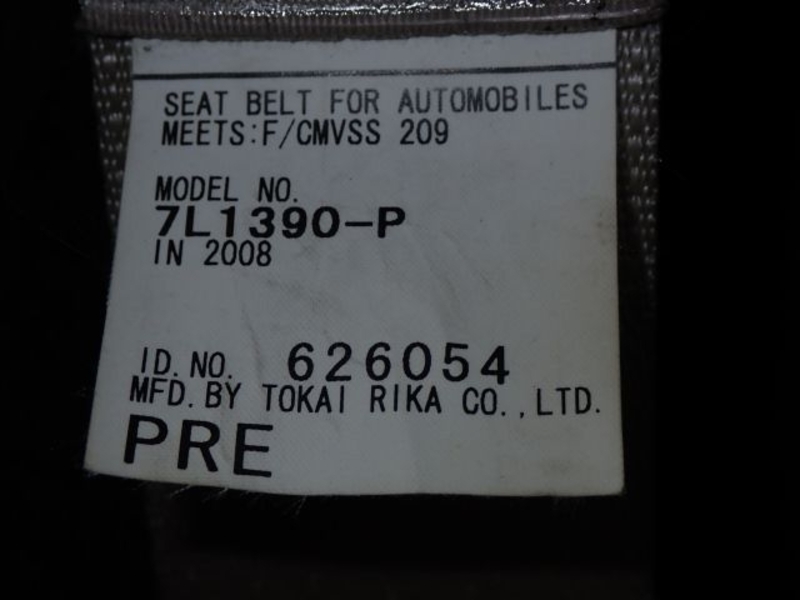 SEAT BELT FOR AUTOMOBILES
MEETS:F/CMVSS 209
MODEL NO.
7L1390-P
IN 2008
ID.NO. 626054
MFD.BY TOKAI RIKA CO.,LTD.
PRE